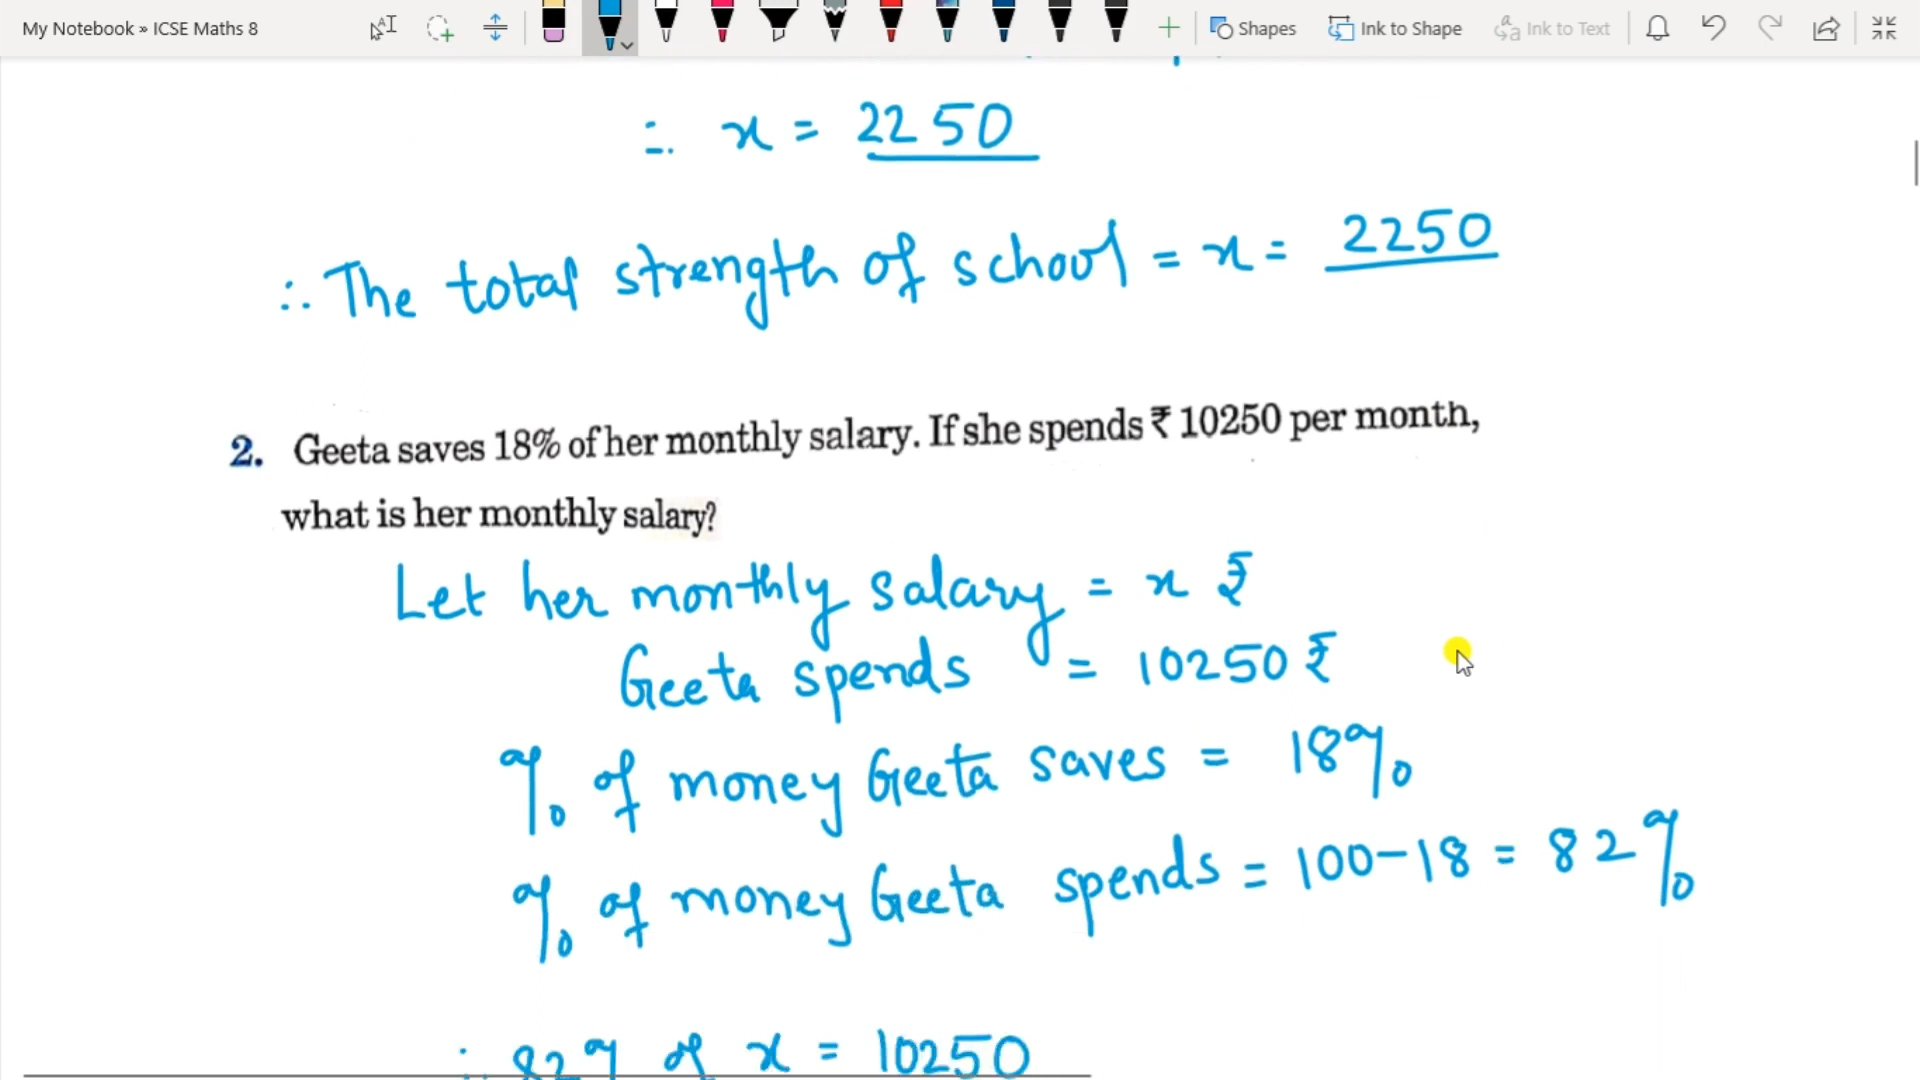 My Notebook » ICSE Maths 8
Shapes
Ink to Shape
Ink to Text
∴ x = 2250
∴ The total strength of school = x = 2250
2. Geeta saves 18% of her monthly salary. If she spends ₹ 10250 per month,
what is her monthly salary?
Let her monthly salary = x ₹
Geeta spends = 10250 ₹
% of money Geeta saves = 18%
% of money Geeta spends = 100-18 = 82%
∴ 82% of x = 10250